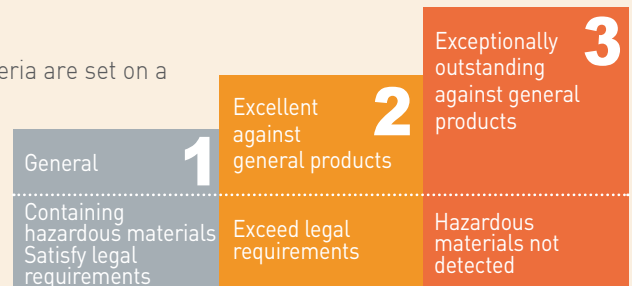 eria are set on a
General
1
Containing
hazardous materials
Satisfy legal
requirements
Excellent
against
general products
2
Exceed legal
requirements
Exceptionally
outstanding
against general
products
3
Hazardous
materials not
detected